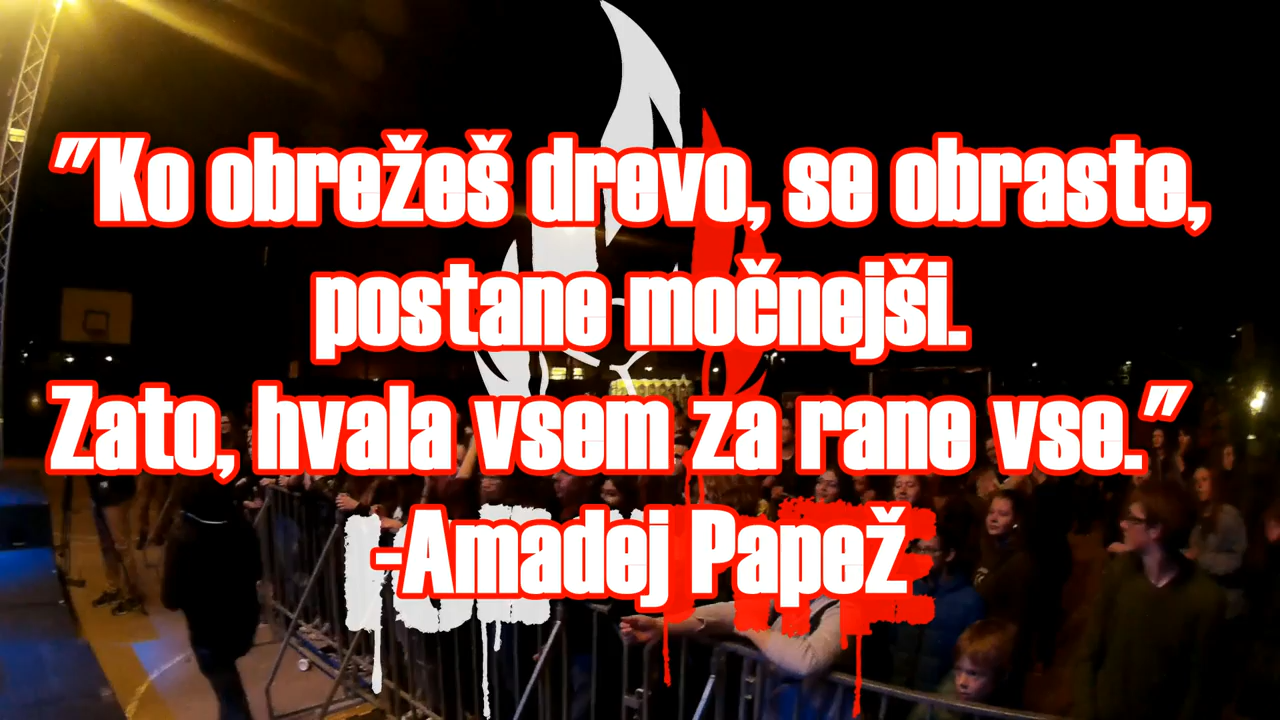 "Ko obrežeš drevo, se obraste,
postane močnejši.
Zato, hvala vsem za rane vse."
-Amadej Papež